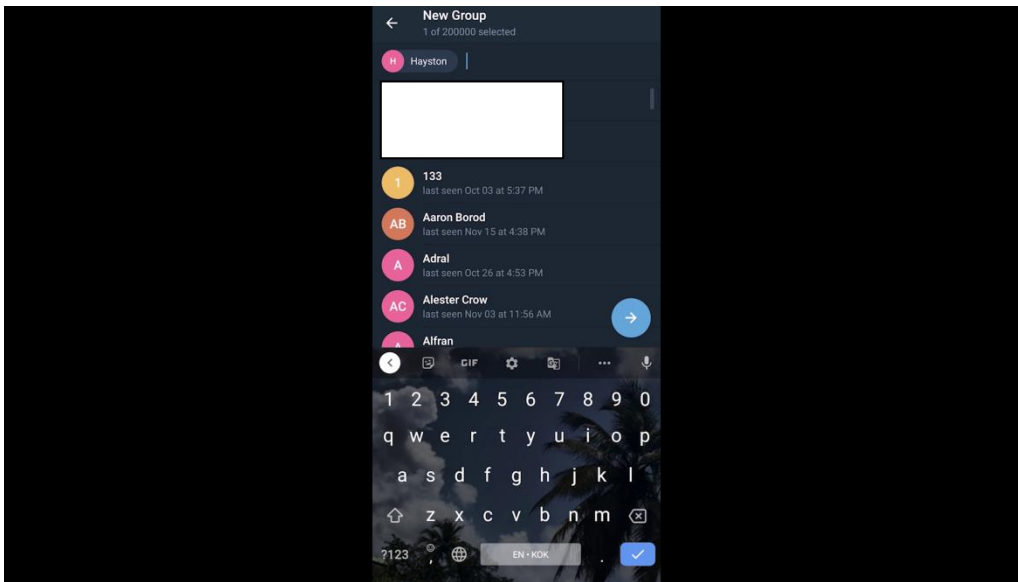 New Group
1 of 200000 selected
H Hayston
1 133
last seen Oct 03 at 5:37 PM
AB Aaron Borod
last seen Nov 15 at 4:38 PM
A Adral
last seen Oct 26 at 4:53 PM
AC Alester Crow
last seen Nov 03 at 11:56 AM
A Alfran
GIF
1 2 3 4 5 6 7 8 9 0
q w e r t y u i o p
a s d f g h j k l
z x c v b n m
?123 , EN • KOK .